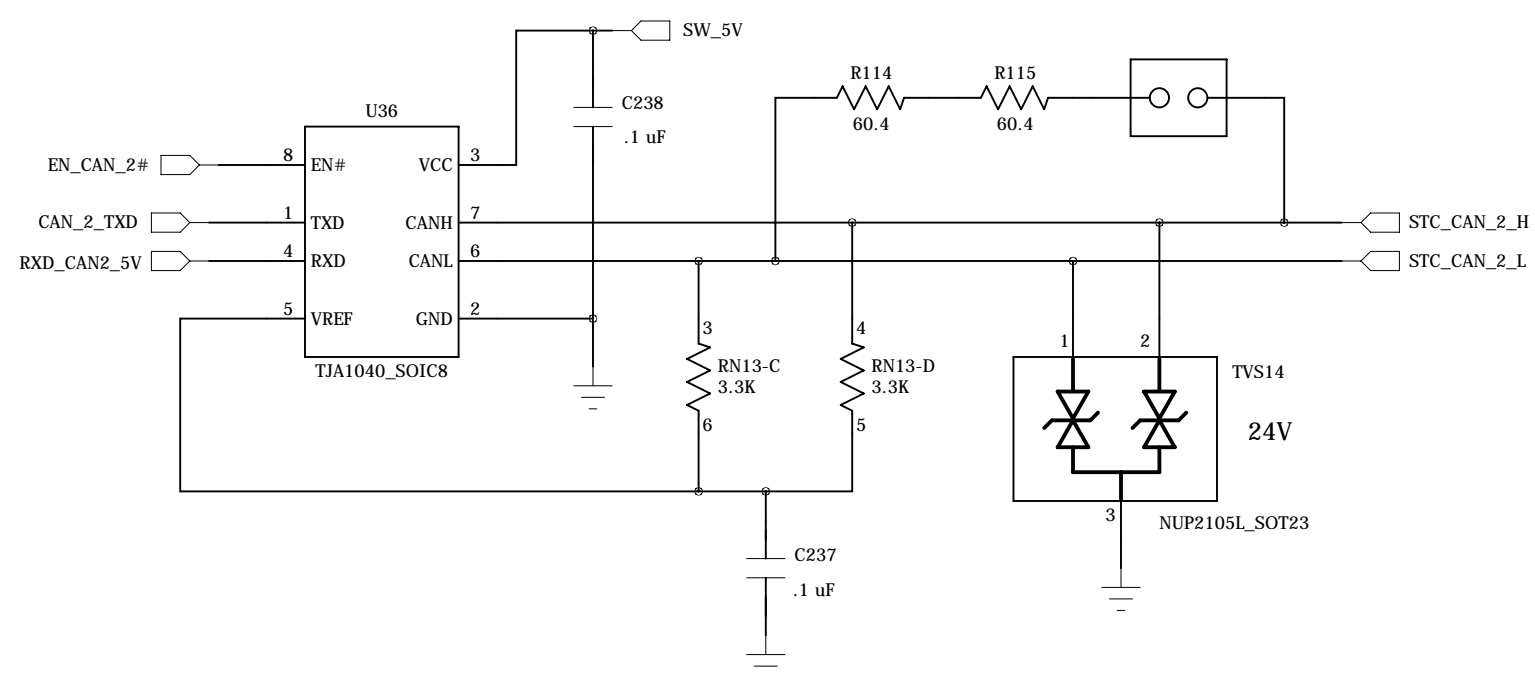 SW_5V
R114
R115
C238
.1 uF
60.4
60.4
U36
EN_CAN_2#
8
EN#
VCC
3
CAN_2_TXD
1
TXD
CANH
7
STC_CAN_2_H
RXD_CAN2_5V
4
RXD
CANL
6
STC_CAN_2_L
5
VREF
GND
2
TJA1040_SOIC8
3
RN13-C
3.3K
6
4
RN13-D
3.3K
5
1
2
TVS14
24V
3
NUP2105L_SOT23
C237
.1 uF